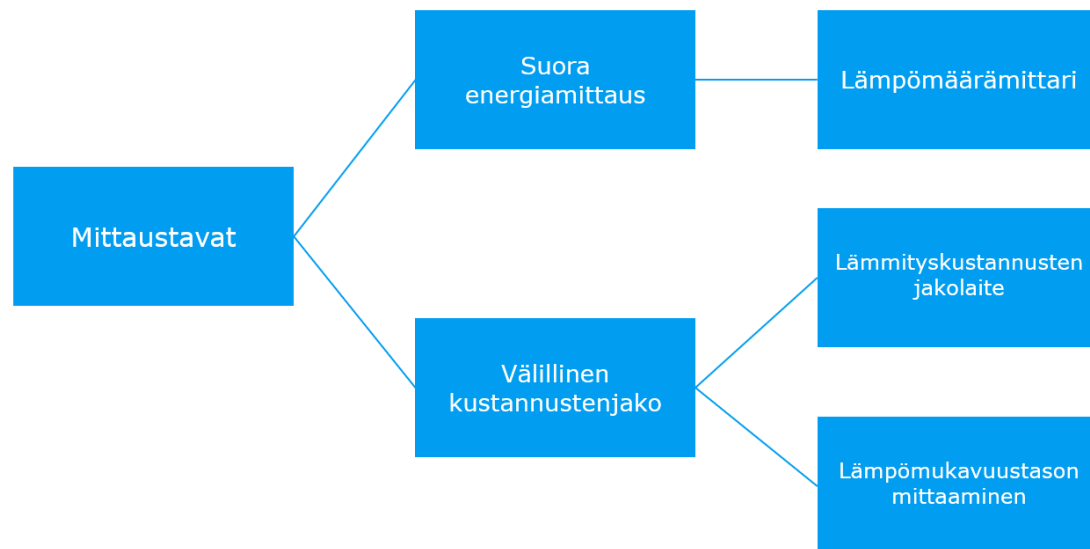 Mittaustavat
Suora
energiamittaus
Lämpömäärämittari
Välillinen
kustannustenjako
Lämmityskustannusten
jakolaite
Lämpömukavuustason
mittaaminen